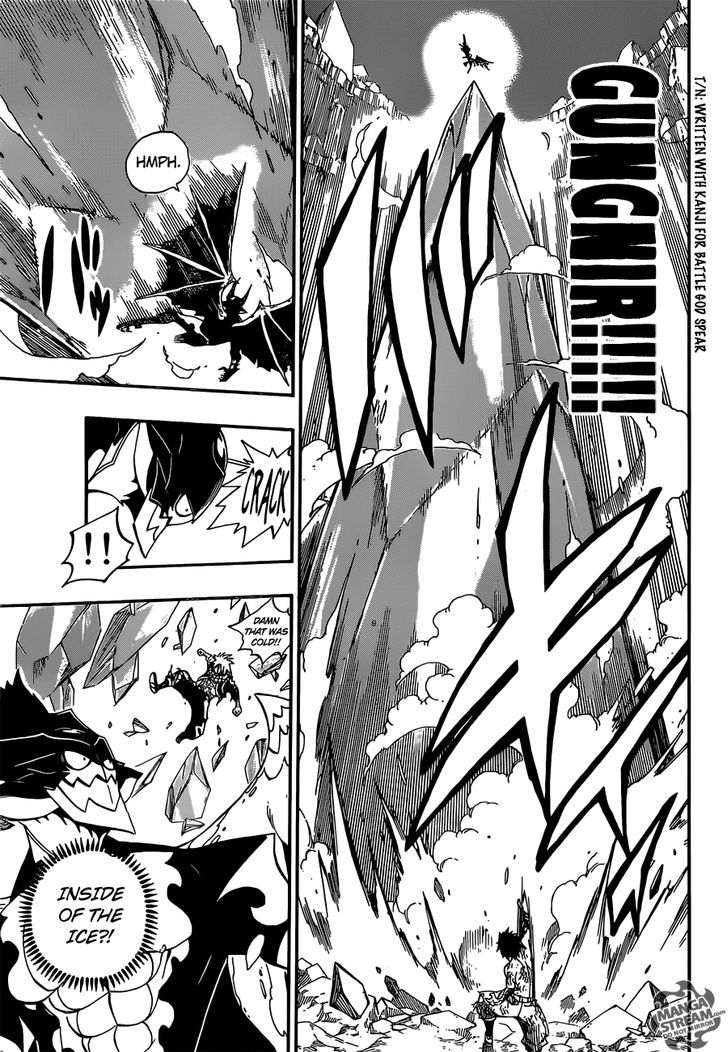 T/N: WRITTEN WITH KANJI FOR BATTLE GOD SPEAR
GUNGNIR!!!!
HMPH.
CRACK
!!
DAMN
THAT WAS
COLD!!
INSIDE
OF THE
ICE?!
MANGA
STREAM.com
DO NOT MIRROR